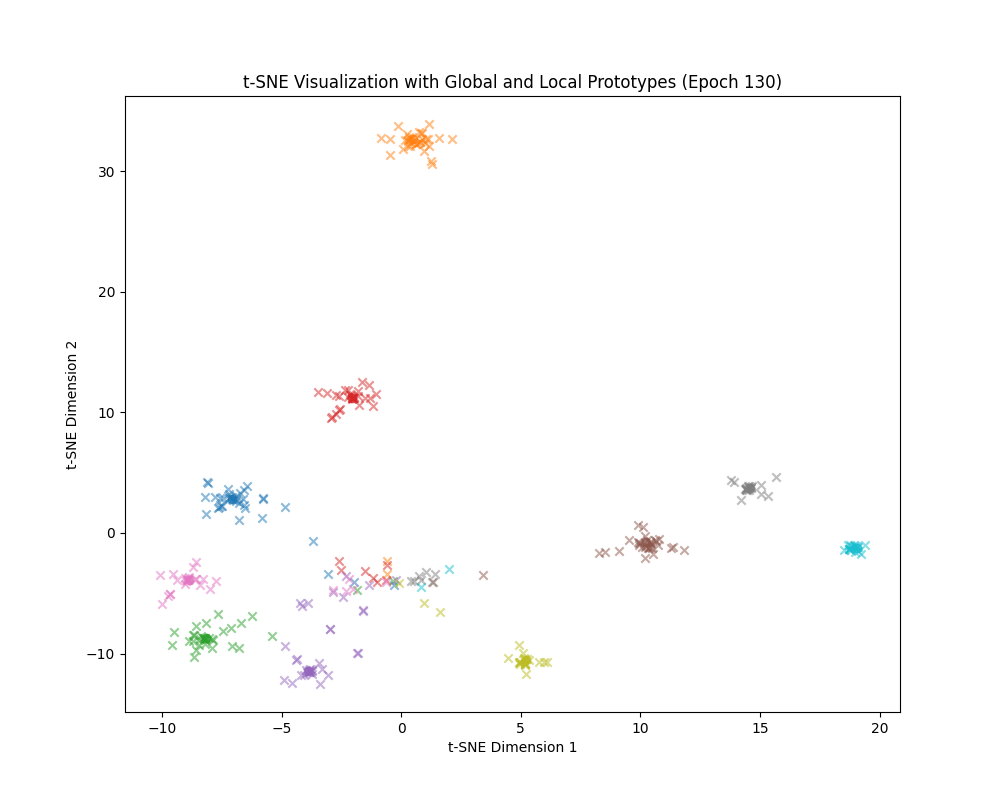 t-SNE Visualization with Global and Local Prototypes (Epoch 130)
t-SNE Dimension 2
30
20
10
0
−10
−10 −5 0 5 10 15 20
t-SNE Dimension 1